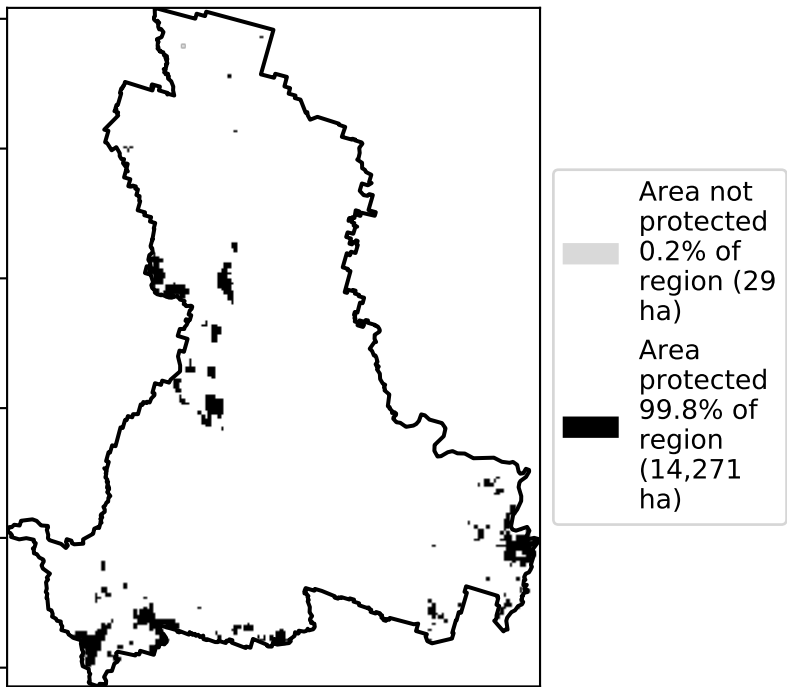 Area not
protected
0.2% of
region (29
ha)
Area
protected
99.8% of
region
(14,271
ha)